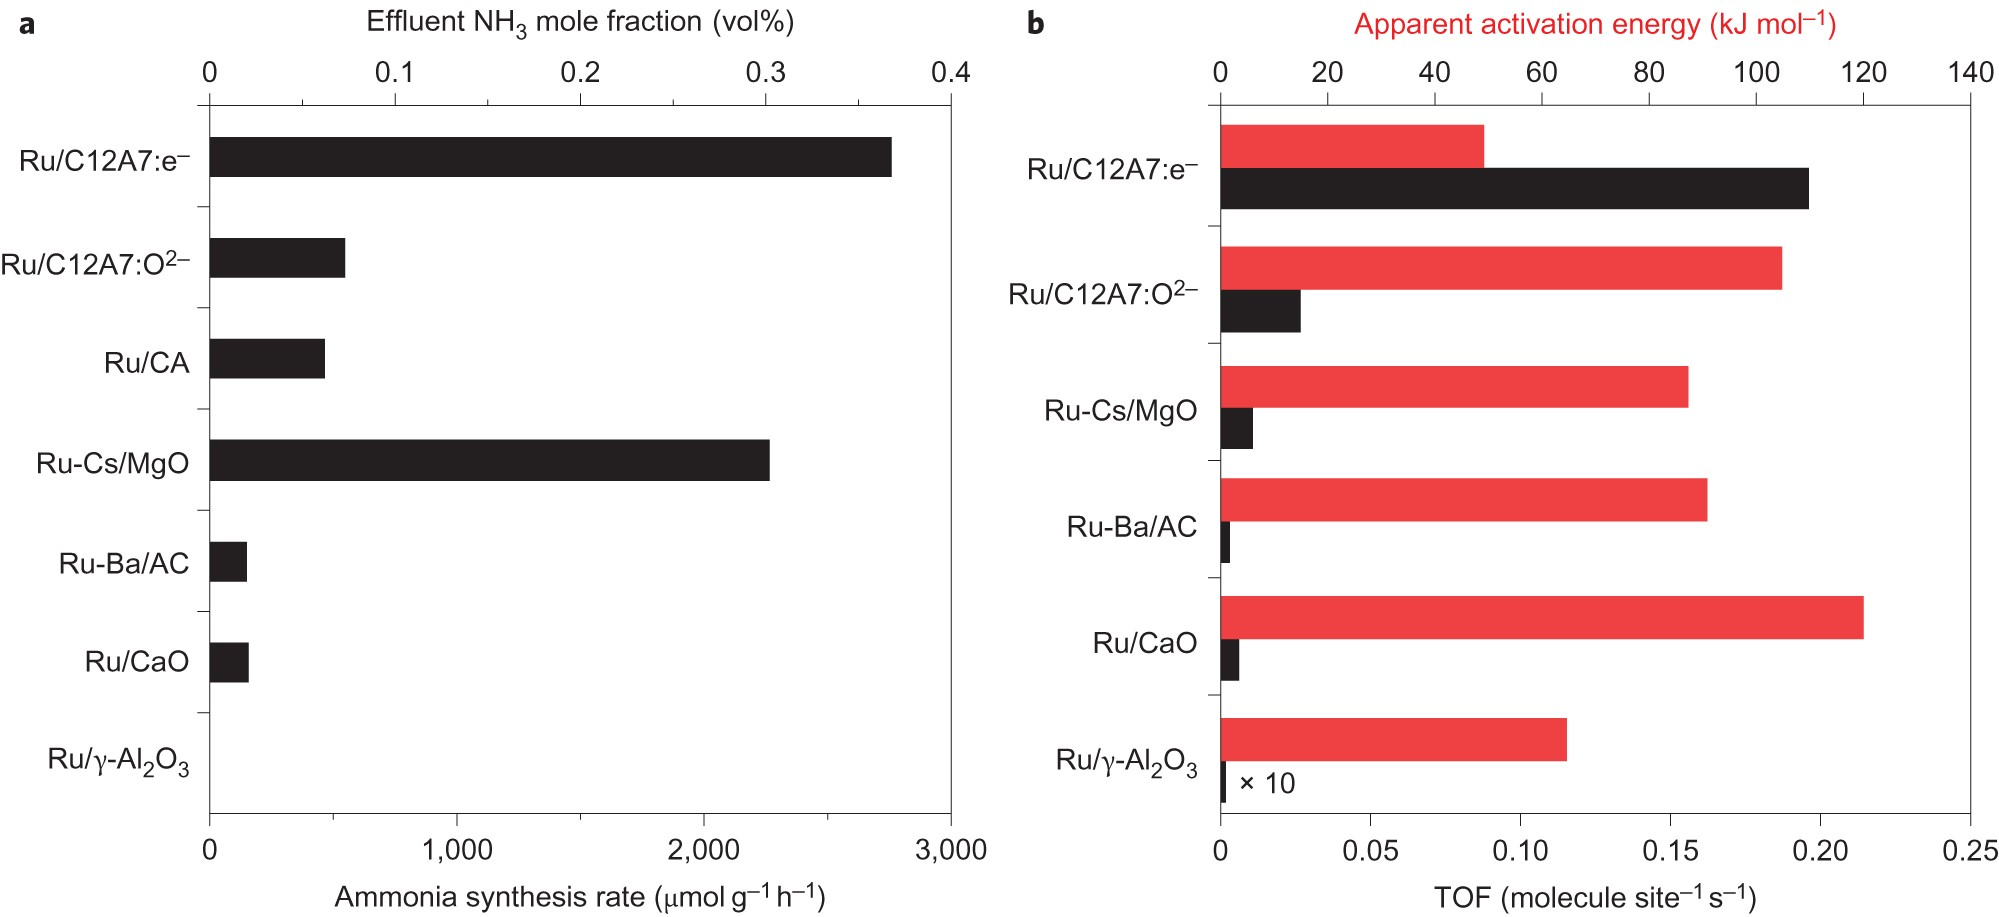 a
Effluent NH₃ mole fraction (vol%)
0 0.1 0.2 0.3 0.4
Ru/C12A7:e⁻
Ru/C12A7:O²⁻
Ru/CA
Ru-Cs/MgO
Ru-Ba/AC
Ru/CaO
Ru/γ-Al₂O₃
0 1,000 2,000 3,000
Ammonia synthesis rate (μmol g⁻¹ h⁻¹)
b
Apparent activation energy (kJ mol⁻¹)
0 20 40 60 80 100 120 140
Ru/C12A7:e⁻
Ru/C12A7:O²⁻
Ru-Cs/MgO
Ru-Ba/AC
Ru/CaO
Ru/γ-Al₂O₃
× 10
0 0.05 0.10 0.15 0.20 0.25
TOF (molecule site⁻¹ s⁻¹)